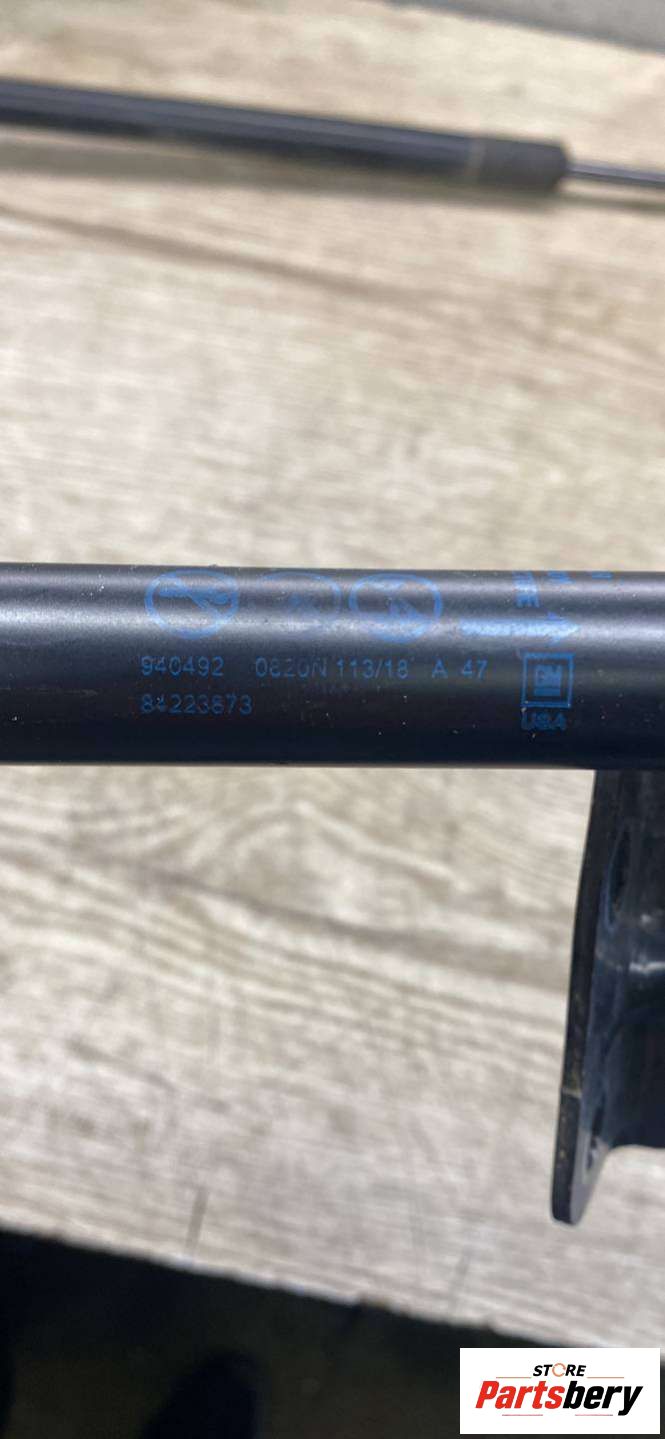 940492 0820N 113/18 A 47
84223873
GM
USA
STORE
Partsbery